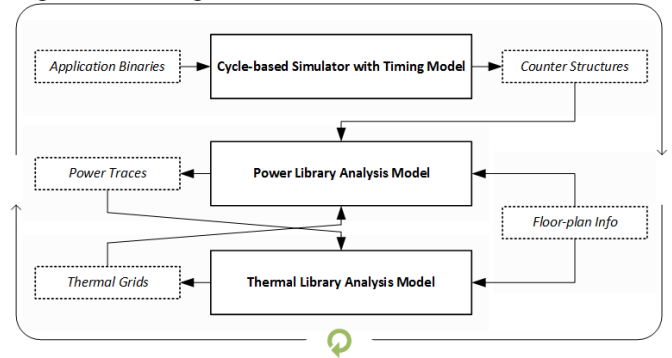 Application Binaries
Cycle-based Simulator with Timing Model
Counter Structures
Power Traces
Power Library Analysis Model
Floor-plan Info
Thermal Grids
Thermal Library Analysis Model